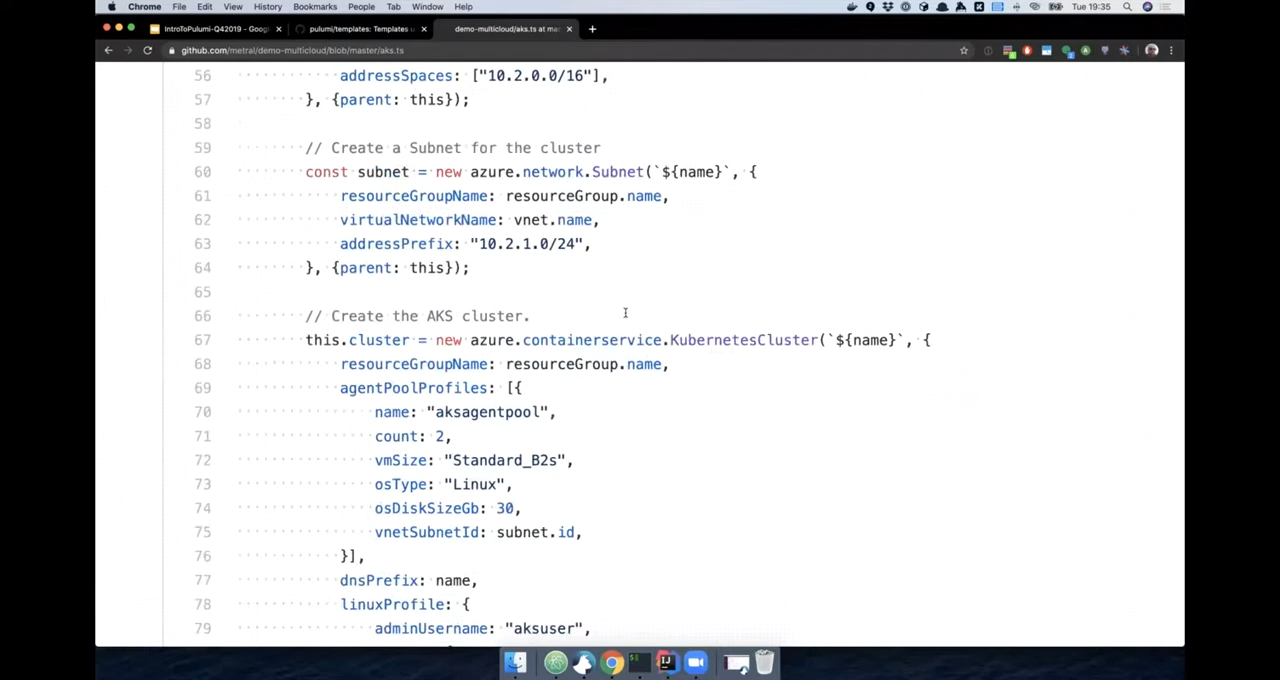 Chrome File Edit View History Bookmarks People Tab Window Help Tue 19:35
IntroToPulumi-Q42019 - Goog pulumi/templates: Templates u demo-multicloud/aks.ts at mas
github.com/metral/demo-multicloud/blob/master/aks.ts
56 addressSpaces: ["10.2.0.0/16"],
57 }, {parent: this});
58
59 // Create a Subnet for the cluster
60 const subnet = new azure.network.Subnet(`${name}`, {
61 resourceGroupName: resourceGroup.name,
62 virtualNetworkName: vnet.name,
63 addressPrefix: "10.2.1.0/24",
64 }, {parent: this});
65
66 // Create the AKS cluster.
67 this.cluster = new azure.containerservice.KubernetesCluster(`${name}`, {
68 resourceGroupName: resourceGroup.name,
69 agentPoolProfiles: [{
70 name: "aksagentpool",
71 count: 2,
72 vmSize: "Standard_B2s",
73 osType: "Linux",
74 osDiskSizeGb: 30,
75 vnetSubnetId: subnet.id,
76 }],
77 dnsPrefix: name,
78 linuxProfile: {
79 adminUsername: "aksuser",